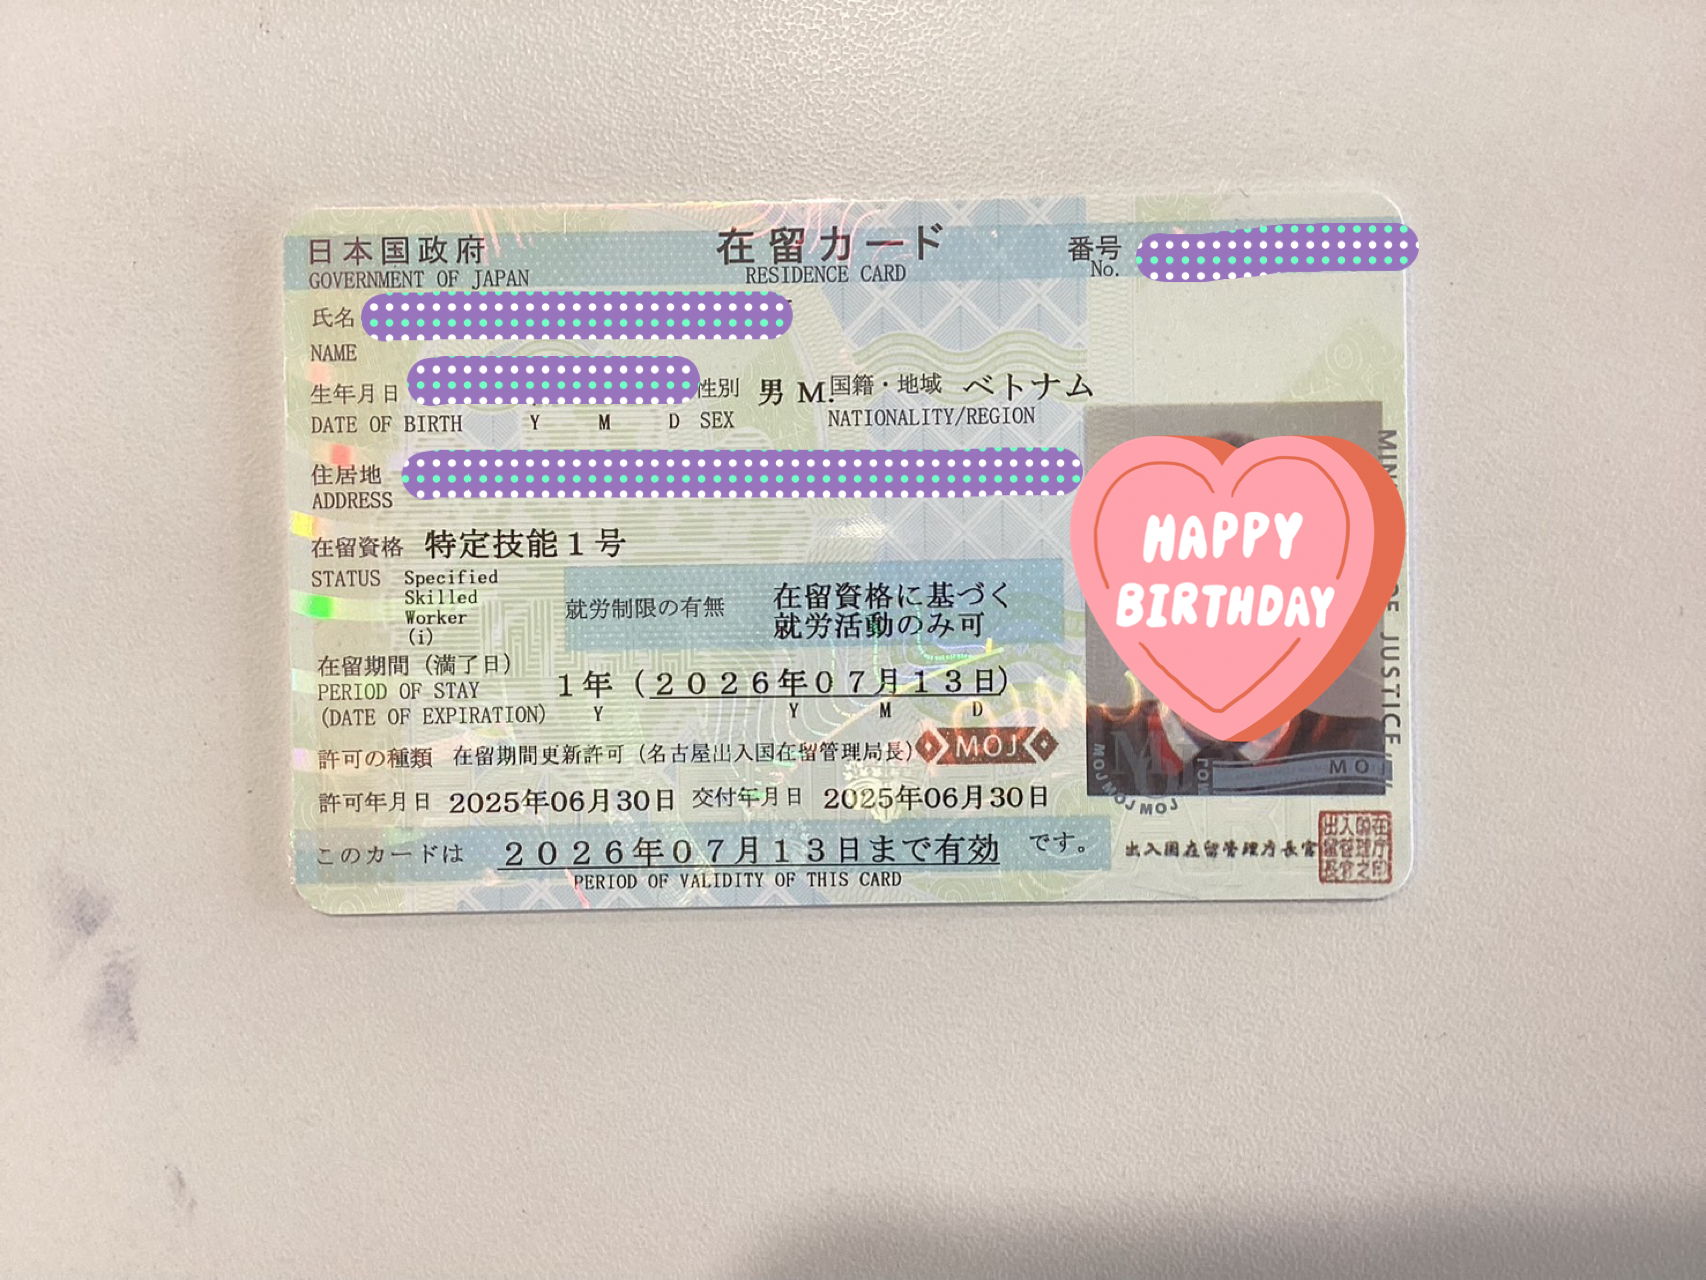 日本国政府 在留カード 番号
GOVERNMENT OF JAPAN RESIDENCE CARD No.
氏名
NAME
生年月日 性別 男 M. 国籍・地域 ベトナム
DATE OF BIRTH Y M D SEX NATIONALITY/REGION
住居地
ADDRESS
在留資格 特定技能1号
STATUS Specified
Skilled
Worker
(i)
就労制限の有無 在留資格に基づく
就労活動のみ可
在留期間(満了日)
PERIOD OF STAY
(DATE OF EXPIRATION)
1年(2026年07月13日)
Y Y M D
許可の種類 在留期間更新許可(名古屋出入国在留管理局長)
MOJ
許可年月日 2025年06月30日 交付年月日 2025年06月30日
このカードは 2026年07月13日まで有効 です。
PERIOD OF VALIDITY OF THIS CARD
HAPPY
BIRTHDAY
JUSTICE
MOJ MOJ MOJ
出入国在留管理庁長官